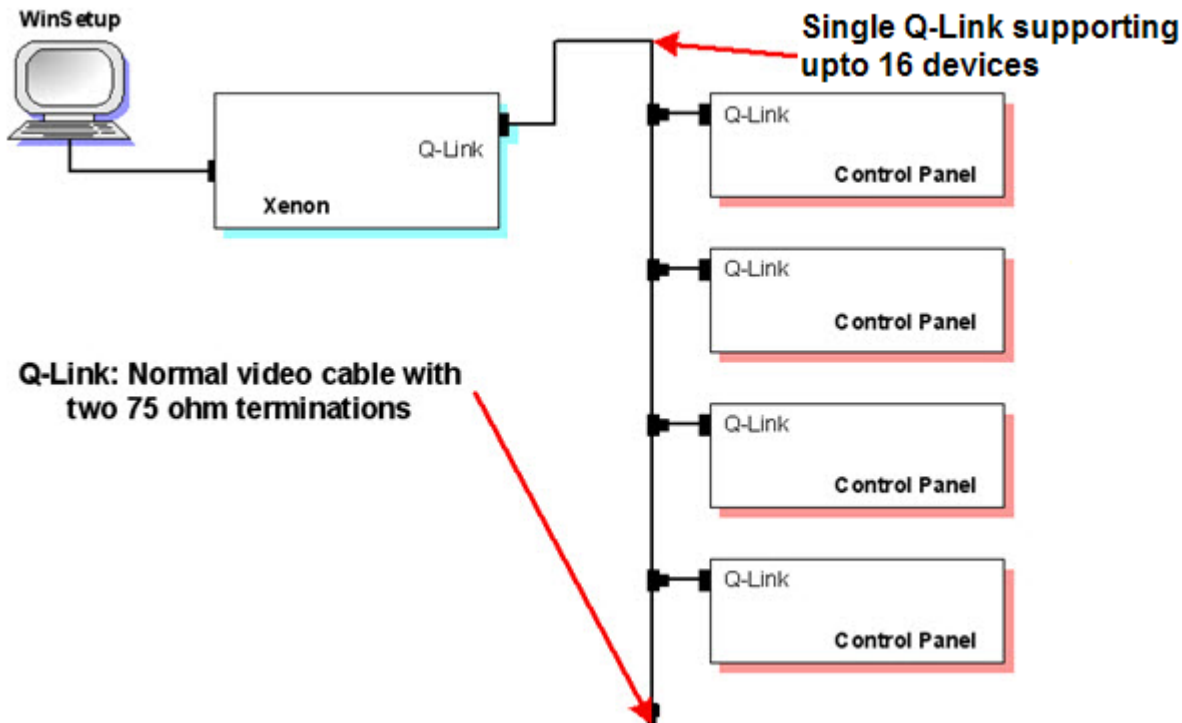 WinSetup
Single Q-Link supporting
upto 16 devices
Q-Link
Xenon
Q-Link
Control Panel
Q-Link
Control Panel
Q-Link: Normal video cable with
two 75 ohm terminations
Q-Link
Control Panel
Q-Link
Control Panel